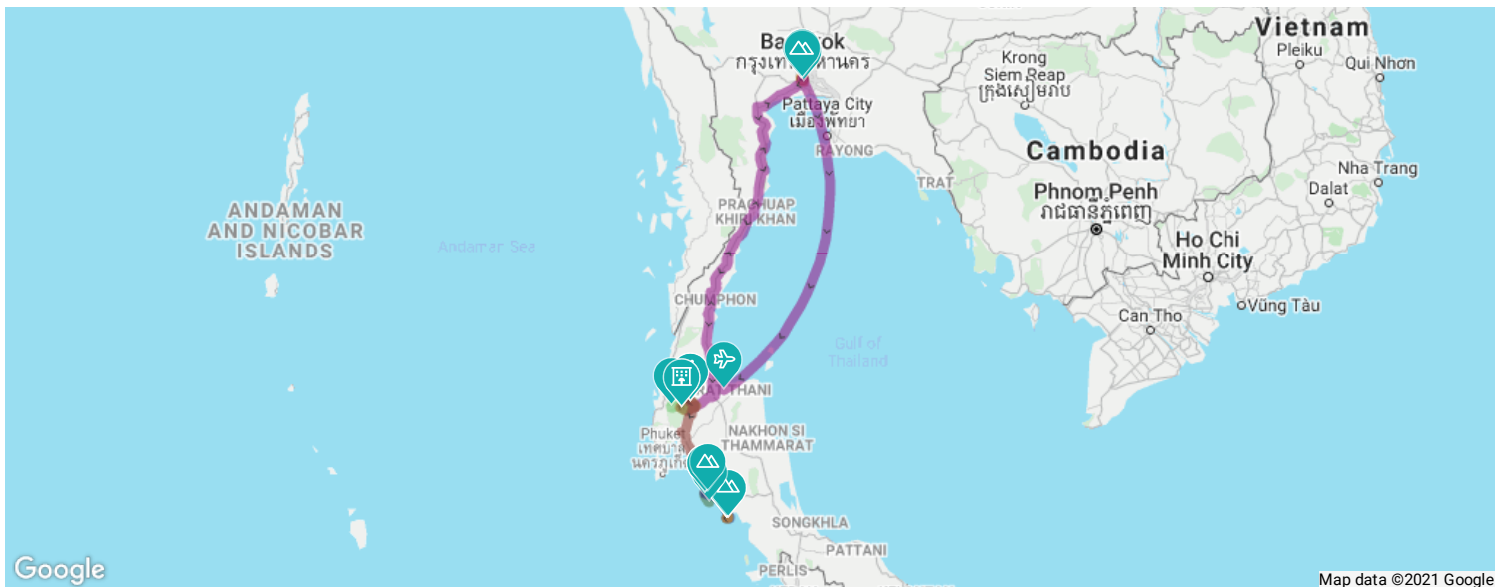 Vietnam
Pleiku
Qui Nhơn
Krong
Siem Reap
ក្រុងសៀមរាប
Pattaya City
เมืองพัทยา
RAYONG
Cambodia
Nha Trang
TRAT
Dalat
Phnom Penh
រាជធានីភ្នំពេញ
ANDAMAN
AND NICOBAR
ISLANDS
PRACHUAP
KHIRI KHAN
Andaman Sea
Ho Chi
Minh City
CHUMPHON
Vũng Tàu
Can Tho
Gulf of
Thailand
THANI
NAKHON SI
THAMMARAT
Phuket
SONGKHLA
PATTANI
PERLIS
Google
Map data ©2021 Google